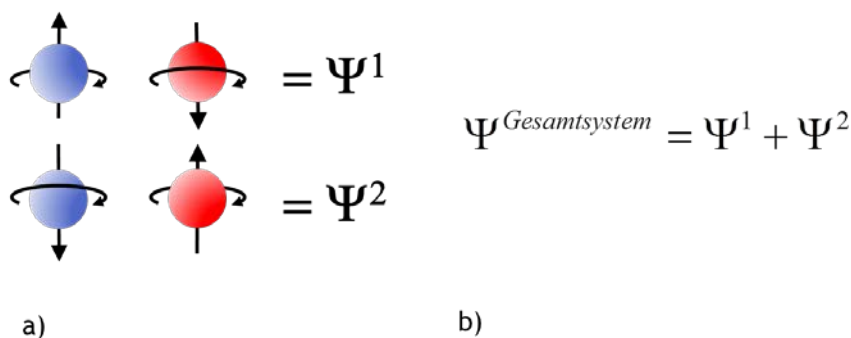 = Ψ¹
= Ψ²
Ψ^Gesamtsystem = Ψ¹ + Ψ²
a)
b)